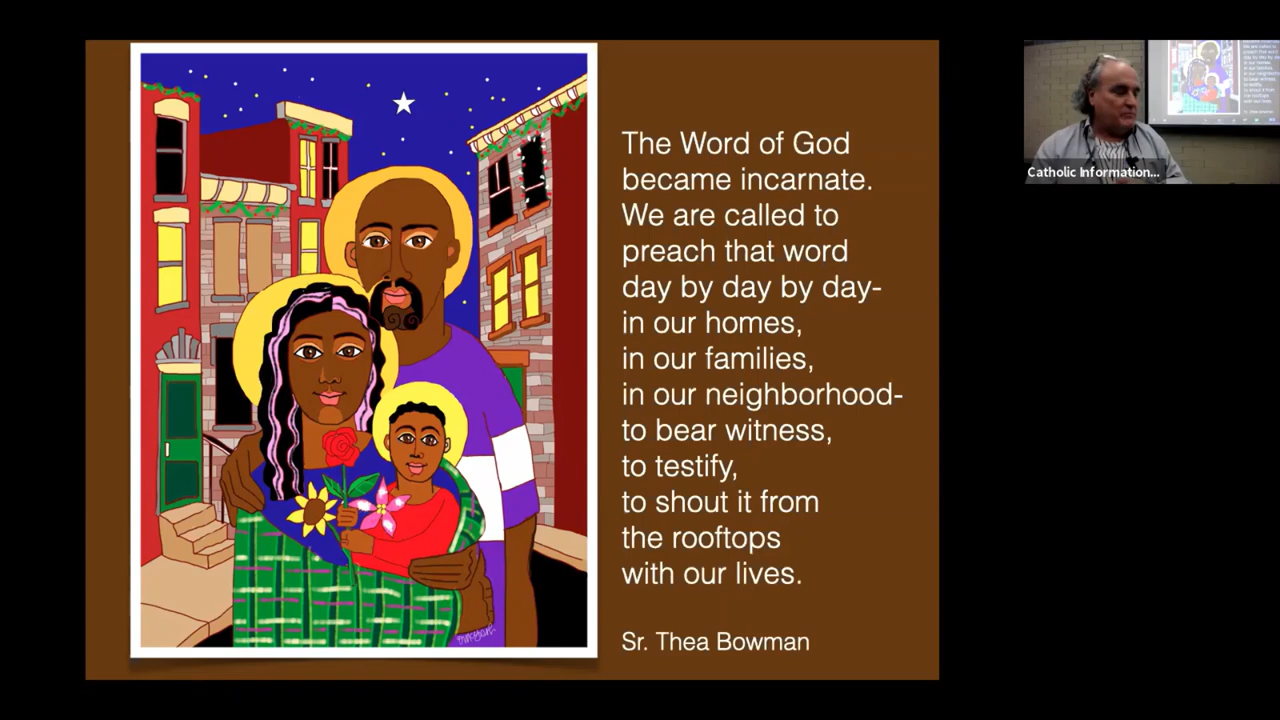 The Word of God
became incarnate.
We are called to
preach that word
day by day by day-
in our homes,
in our families,
in our neighborhood-
to bear witness,
to testify,
to shout it from
the rooftops
with our lives.
Sr. Thea Bowman
Catholic Information...